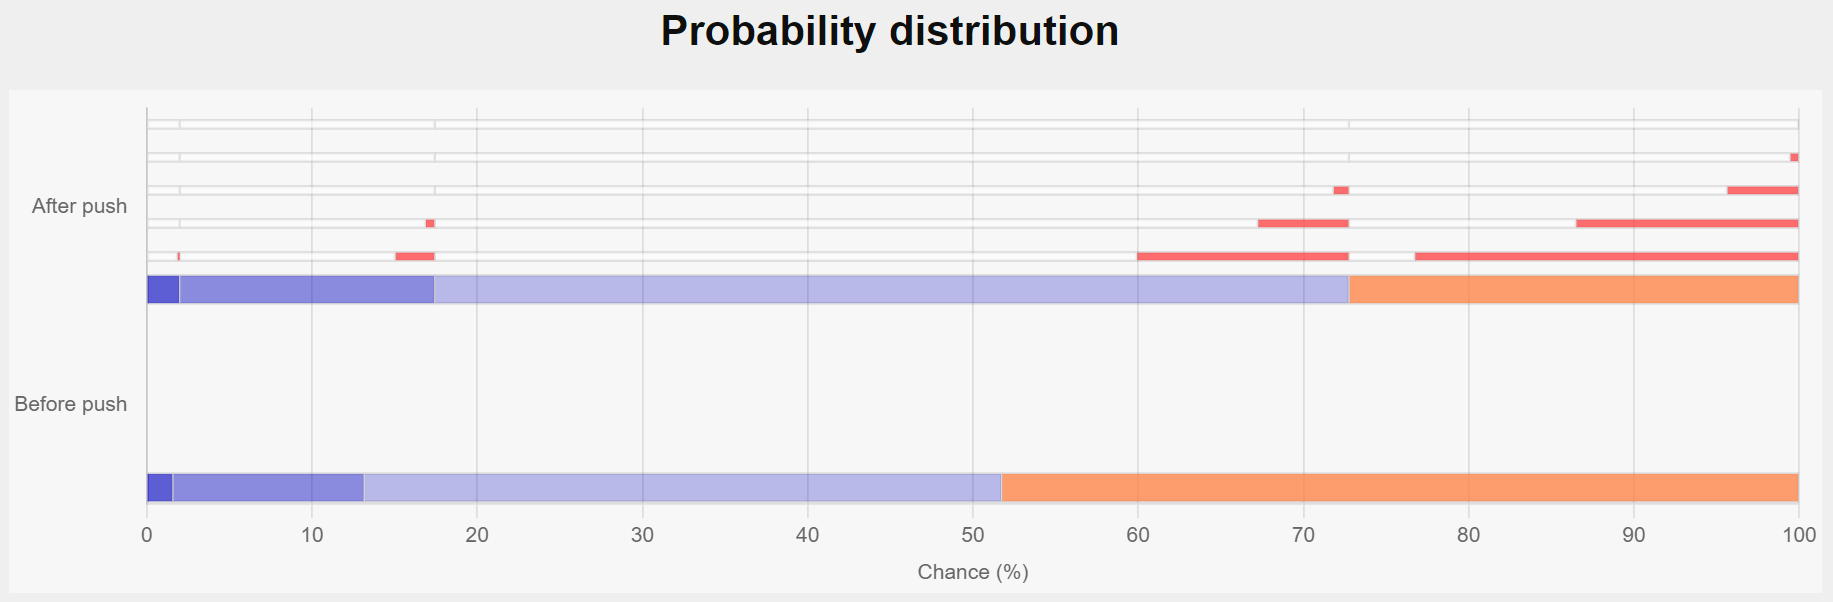 Probability distribution
After push
Before push
0 10 20 30 40 50 60 70 80 90 100
Chance (%)